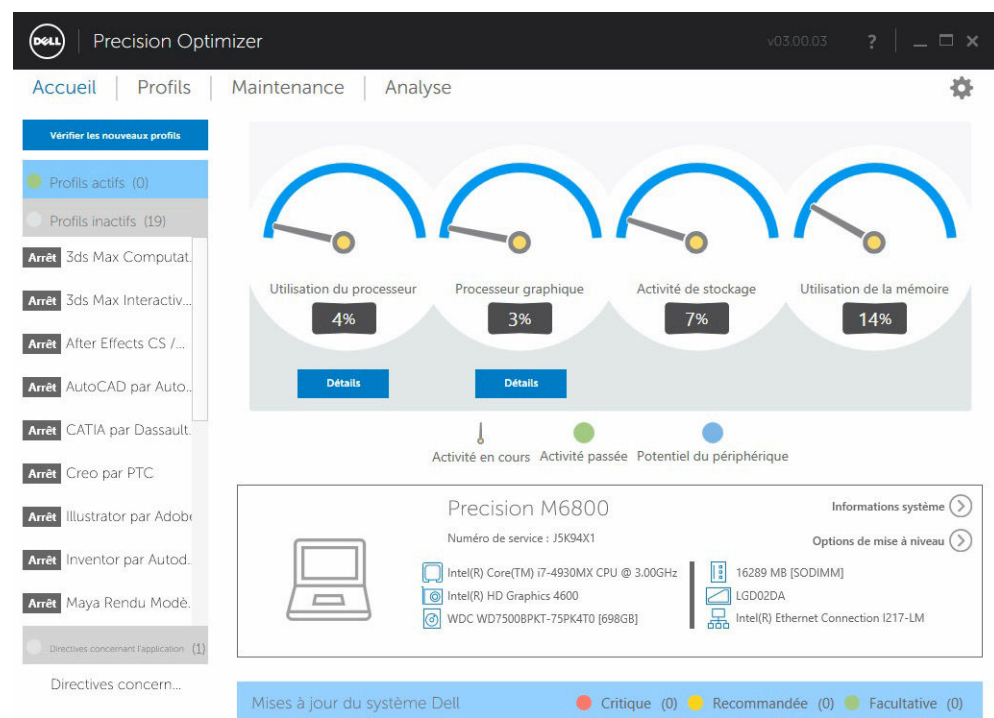 DELL Precision Optimizer v03.00.03 ?
Accueil Profils Maintenance Analyse
Vérifier les nouveaux profils
Profils actifs (0)
Profils inactifs (19)
Arrêt 3ds Max Computat.
Arrêt 3ds Max Interactiv...
Arrêt After Effects CS /...
Arrêt AutoCAD par Auto..
Arrêt CATIA par Dassault.
Arrêt Creo par PTC
Arrêt Illustrator par Adobe
Arrêt Inventor par Autod.
Arrêt Maya Rendu Modè.
Directives concernant l'application (1)
Directives concern...
Utilisation du processeur
4%
Détails
Processeur graphique
3%
Détails
Activité de stockage
7%
Utilisation de la mémoire
14%
Activité en cours Activité passée Potentiel du périphérique
Precision M6800
Numéro de service : J5K94X1
Intel(R) Core(TM) i7-4930MX CPU @ 3.00GHz
Intel(R) HD Graphics 4600
WDC WD7500BPKT-75PK4T0 [698GB]
Informations système
Options de mise à niveau
16289 MB [SODIMM]
LGD02DA
Intel(R) Ethernet Connection I217-LM
Mises à jour du système Dell Critique (0) Recommandée (0) Facultative (0)